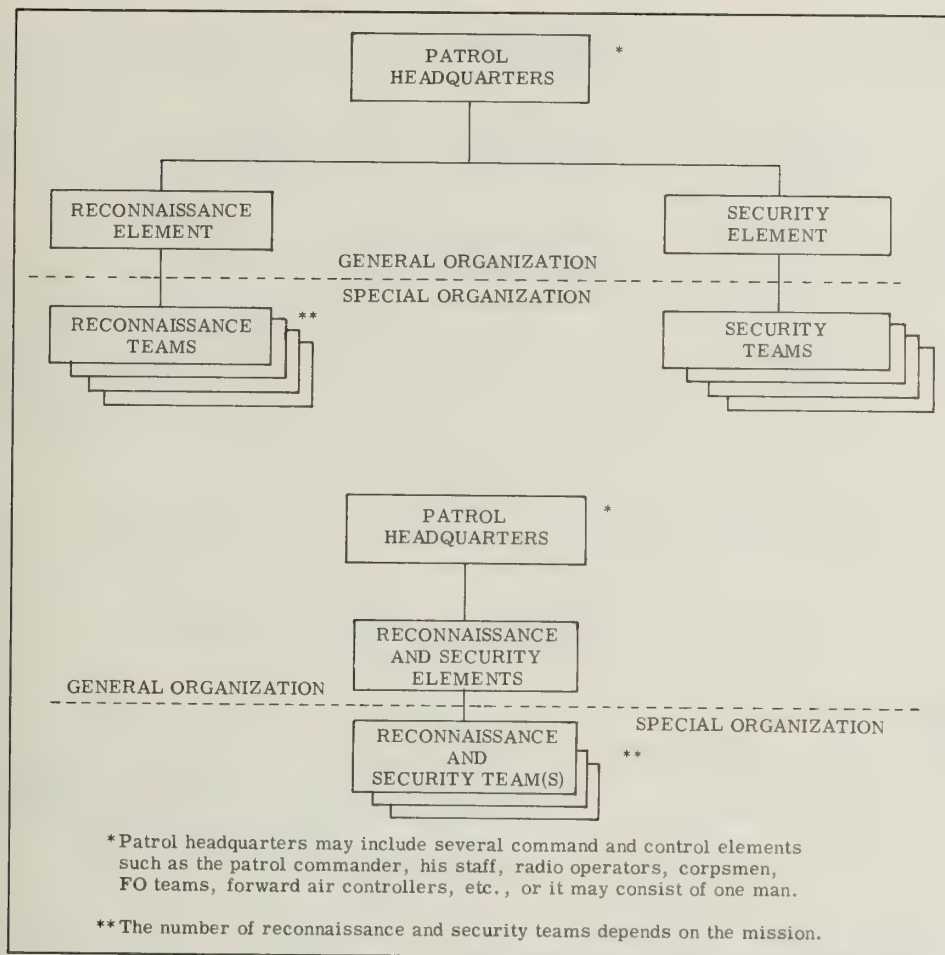 PATROL
HEADQUARTERS
*
RECONNAISSANCE
ELEMENT
SECURITY
ELEMENT
GENERAL ORGANIZATION
SPECIAL ORGANIZATION
RECONNAISSANCE
TEAMS
**
SECURITY
TEAMS
PATROL
HEADQUARTERS
*
RECONNAISSANCE
AND SECURITY
ELEMENTS
GENERAL ORGANIZATION
SPECIAL ORGANIZATION
RECONNAISSANCE
AND
SECURITY TEAM(S)
**
*Patrol headquarters may include several command and control elements
such as the patrol commander, his staff, radio operators, corpsmen,
FO teams, forward air controllers, etc., or it may consist of one man.
**The number of reconnaissance and security teams depends on the mission.